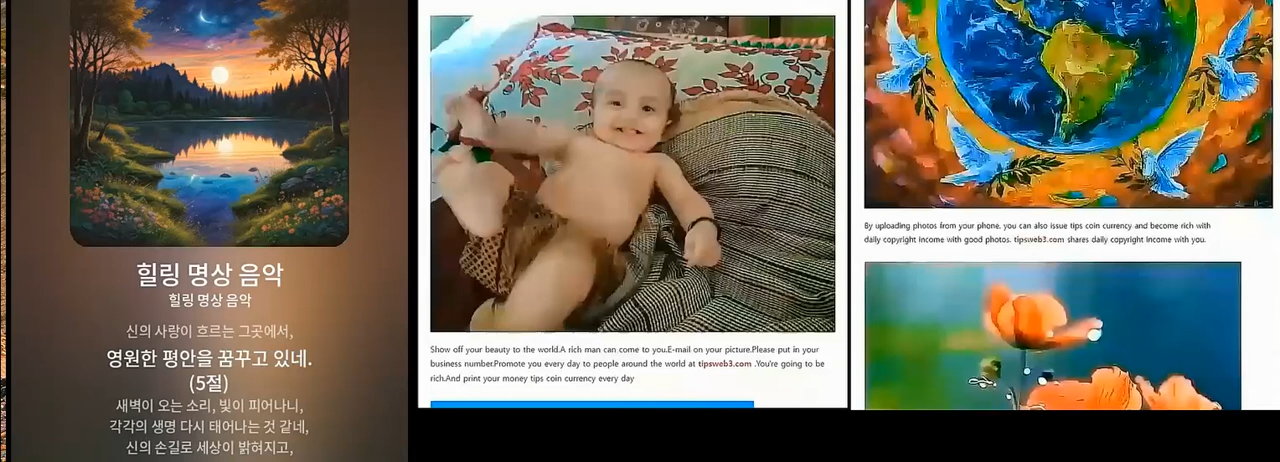 힐링 명상 음악
힐링 명상 음악
신의 사랑이 흐르는 그곳에서,
영원한 평안을 꿈꾸고 있네.
(5절)
새벽이 오는 소리, 빛이 피어나니,
각각의 생명 다시 태어나는 것 같네,
신의 손길로 세상이 밝혀지고,
Show off your beauty to the world.A rich man can come to you.E-mail on your picture.Please put in your
business number.Promote you every day to people around the world at tipsweb3.com .You're going to be
rich.And print your money tips coin currency every day
By uploading photos from your phone, you can also issue tips coin currency and become rich with
daily copyright income with good photos. tipsweb3.com shares daily copyright income with you.